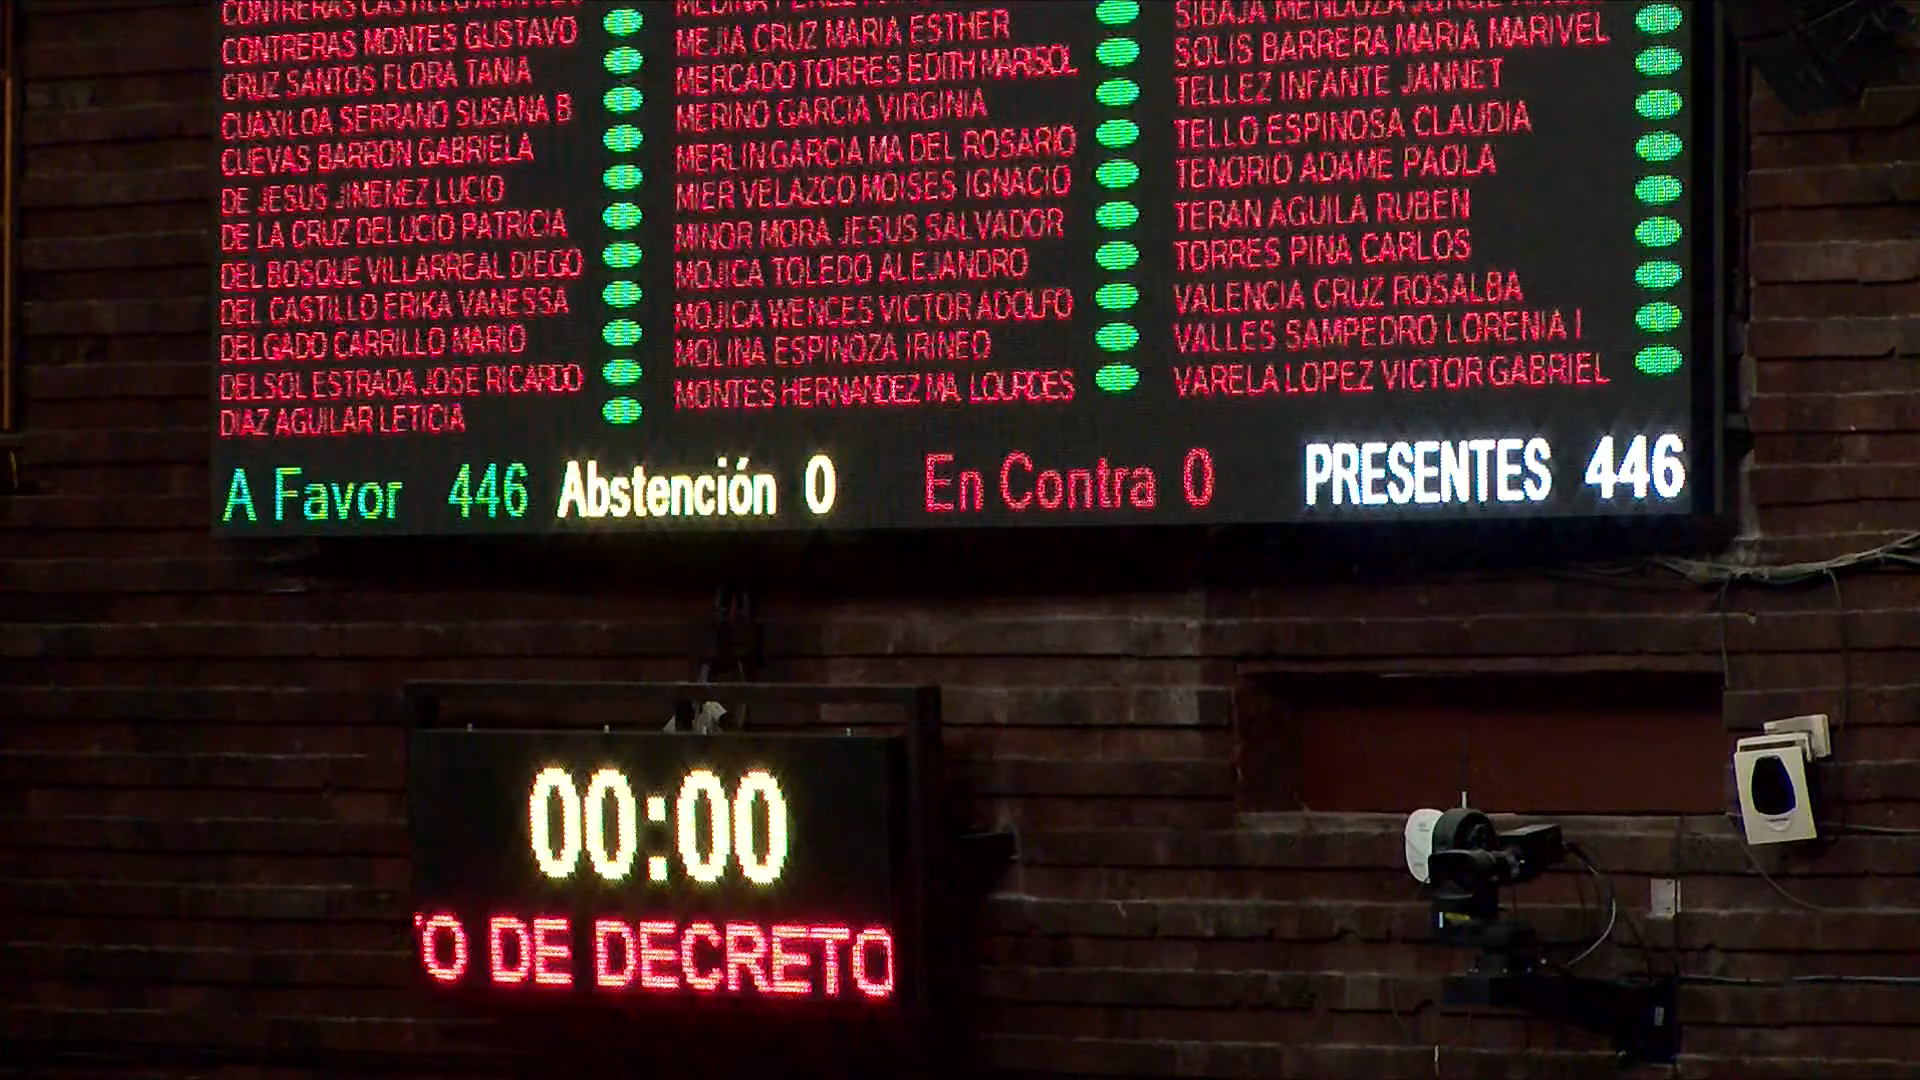 CONTRERAS MONTES GUSTAVO
CRUZ SANTOS FLORA TANIA
CUAXILOA SERRANO SUSANA B
CUEVAS BARRON GABRIELA
DE JESUS JIMENEZ LUCIO
DE LA CRUZ DELUCIO PATRICIA
DEL BOSQUE VILLARREAL DIEGO
DEL CASTILLO ERIKA VANESSA
DELGADO CARRILLO MARIO
DELSOL ESTRADA JOSE RICARDO
DIAZ AGUILAR LETICIA
MEJIA CRUZ MARIA ESTHER
MERCADO TORRES EDITH MARISOL
MERINO GARCIA VIRGINIA
MERLIN GARCIA MA DEL ROSARIO
MIER VELAZCO MOISES IGNACIO
MINOR MORA JESUS SALVADOR
MOJICA TOLEDO ALEJANDRO
MOJICA WENCES VICTOR ADOLFO
MOLINA ESPINOZA IRINEO
MONTES HERNANDEZ MA. LOURDES
SIBAJA MENDOZA JORGE
SOLIS BARRERA MARIA MARIVEL
TELLEZ INFANTE JANNET
TELLO ESPINOSA CLAUDIA
TENORIO ADAME PAOLA
TERAN AGUILA RUBEN
TORRES PIÑA CARLOS
VALENCIA CRUZ ROSALBA
VALLES SAMPEDRO LORENIA I
VARELA LOPEZ VICTOR GABRIEL
A Favor 446 Abstención 0 En Contra 0 PRESENTES 446
00:00
O DE DECRETO